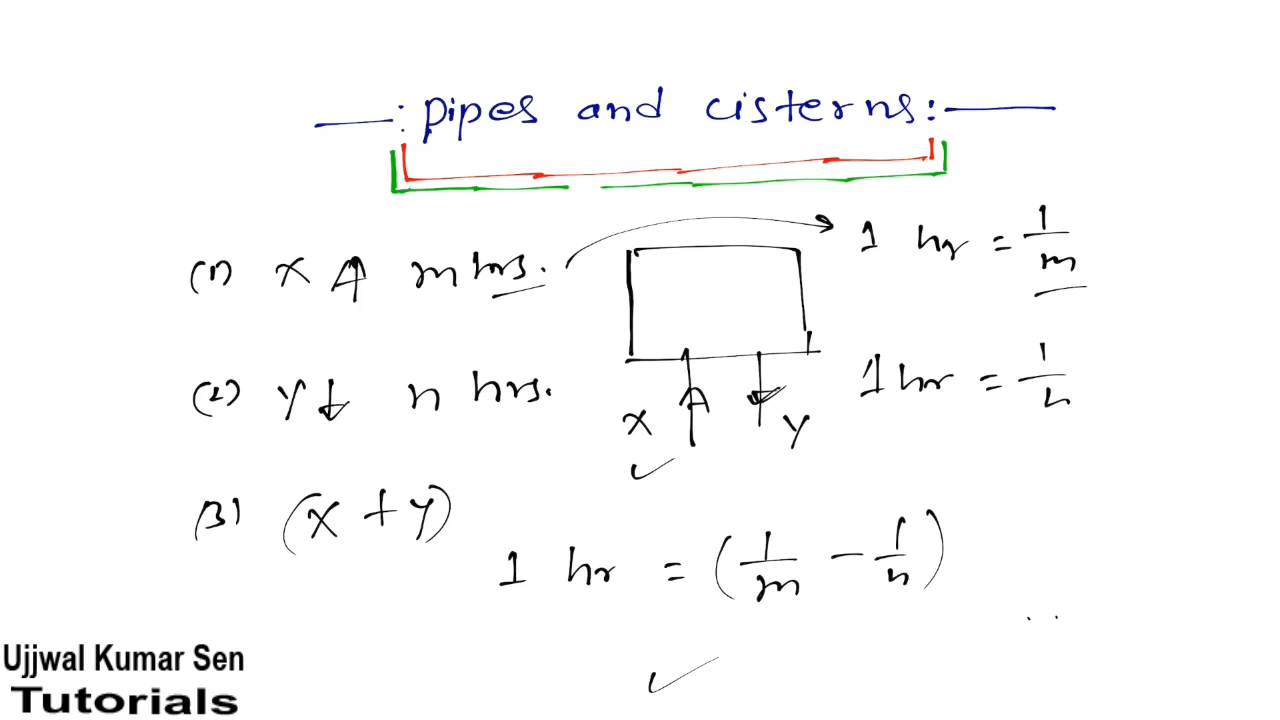 : Pipes and cisterns :
(1) X ↑ m hrs.
1 hr = 1/m
(2) Y ↓ n hrs.
1 hr = 1/n
X Y
(3) (X + Y)
1 hr = (1/m - 1/n)
Ujjwal Kumar Sen
Tutorials